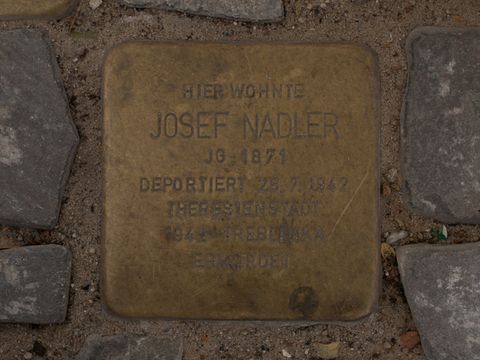 HIER WOHNTE
JOSEF NADLER
JG. 1871
DEPORTIERT 28.7.1942
THERESIENSTADT
1942 TREBLINKA
ERMORDET